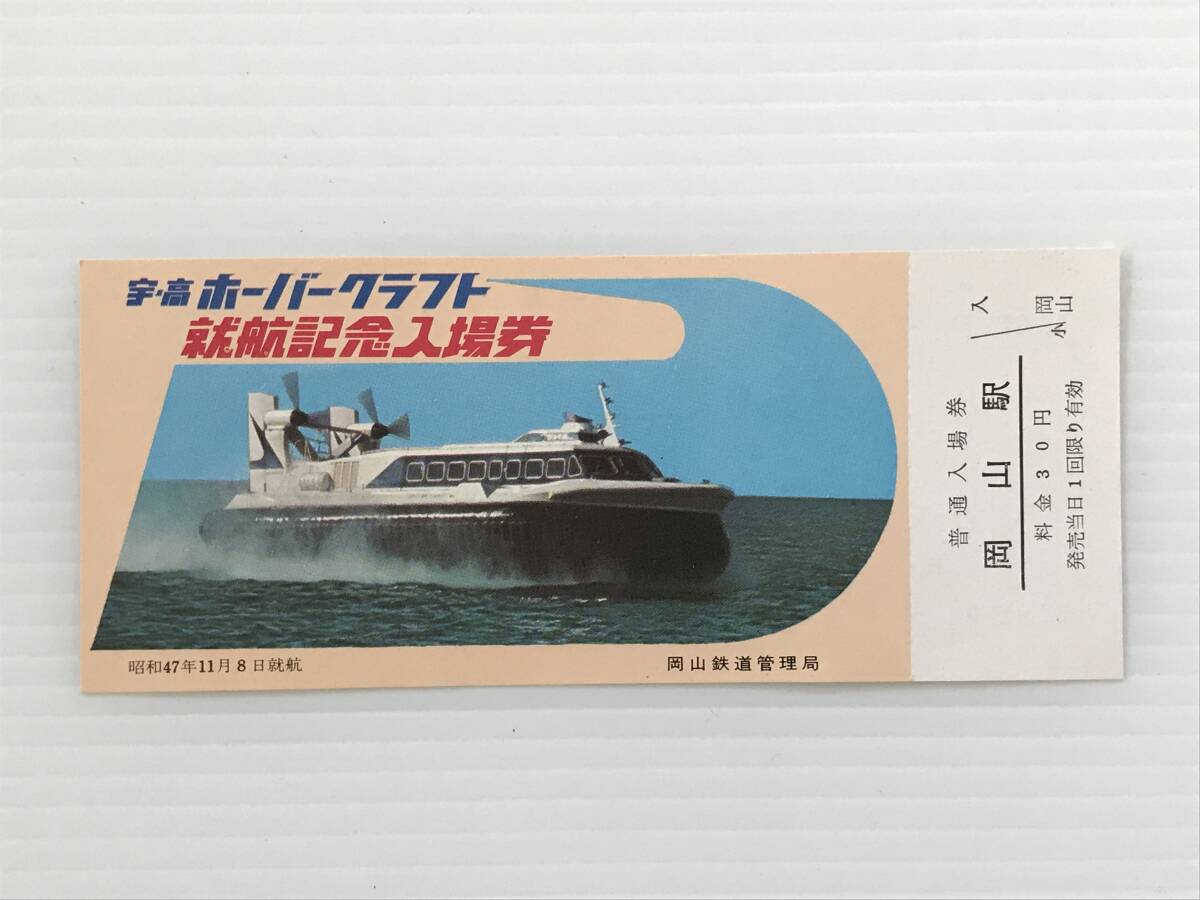 宇・高 ホーバークラフト
就航記念入場券
昭和47年11月8日就航
岡山鉄道管理局
普通入場券
岡山駅
料金30円
発売当日1回限り有効
入
小
岡山